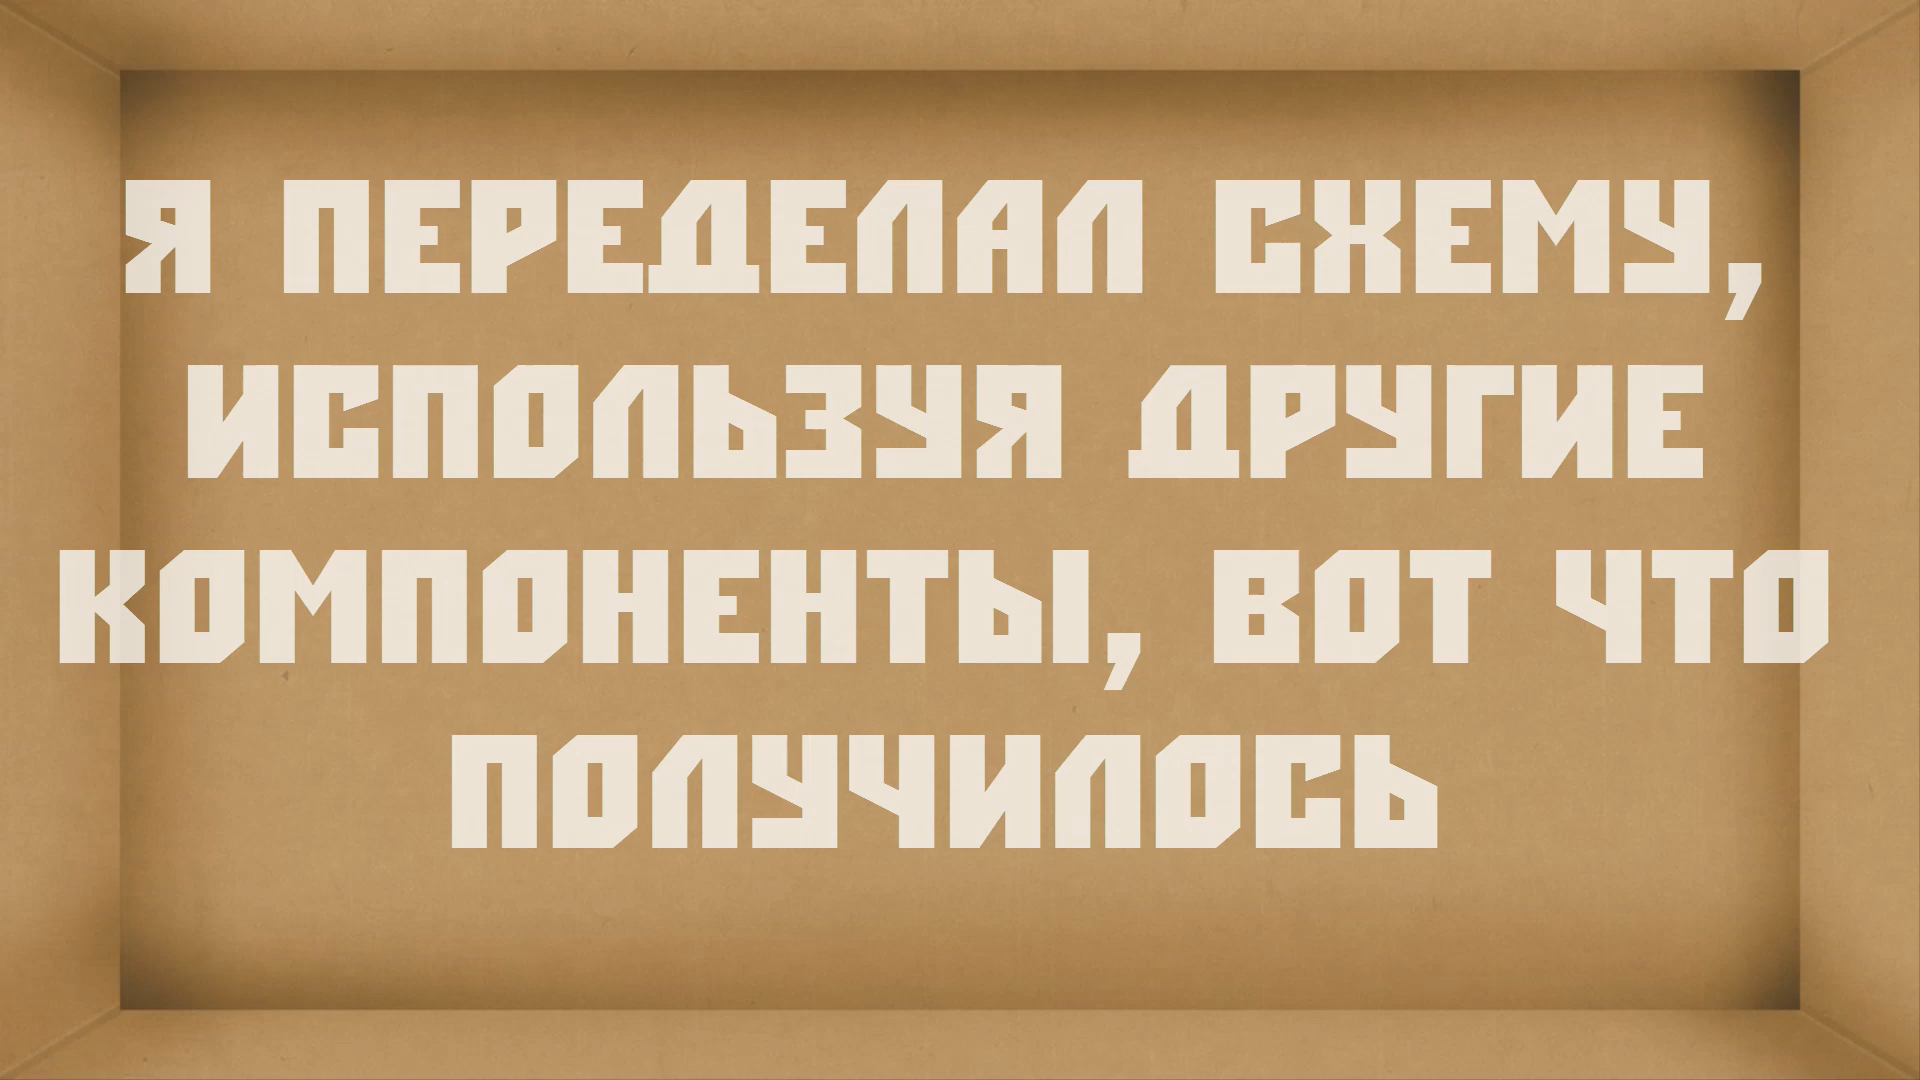 Я ПЕРЕДЕЛАЛ СХЕМУ,
ИСПОЛЬЗУЯ ДРУГИЕ
КОМПОНЕНТЫ, ВОТ ЧТО
ПОЛУЧИЛОСЬ